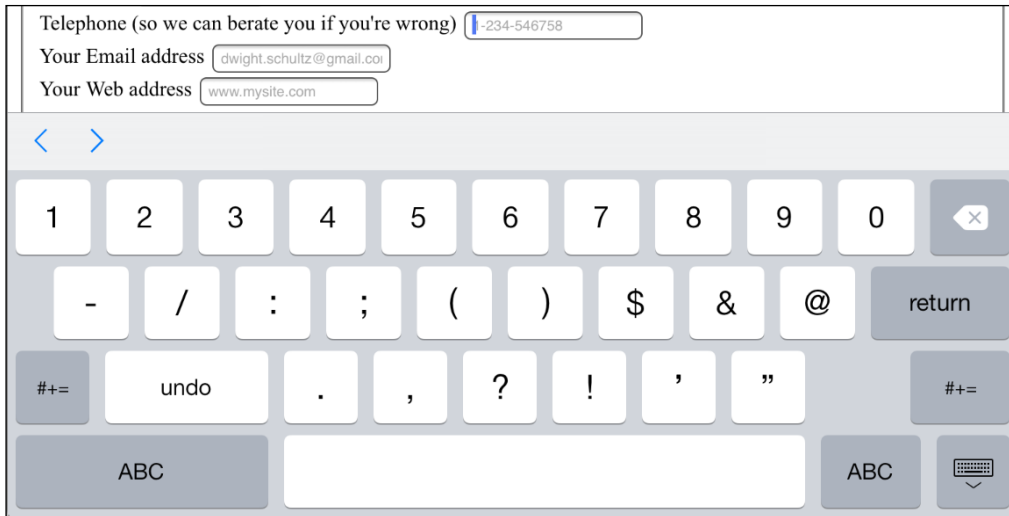 Telephone (so we can berate you if you're wrong) 1-234-546758
Your Email address dwight.schultz@gmail.co
Your Web address www.mysite.com
1 2 3 4 5 6 7 8 9 0
- / : ; ( ) $ & @ return
#+= undo . , ? ! ’ ” #+=
ABC ABC